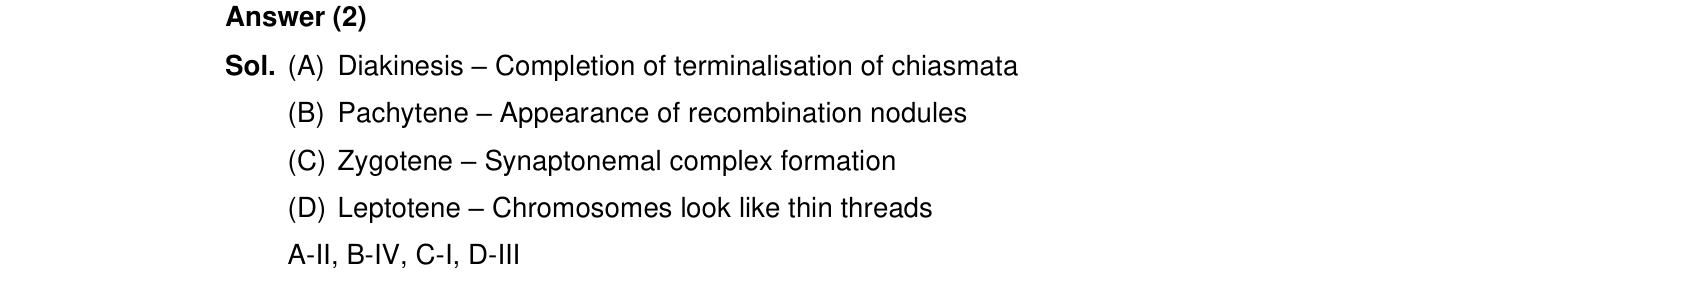 Answer (2)
Sol. (A) Diakinesis – Completion of terminalisation of chiasmata
(B) Pachytene – Appearance of recombination nodules
(C) Zygotene – Synaptonemal complex formation
(D) Leptotene – Chromosomes look like thin threads
A-II, B-IV, C-I, D-III